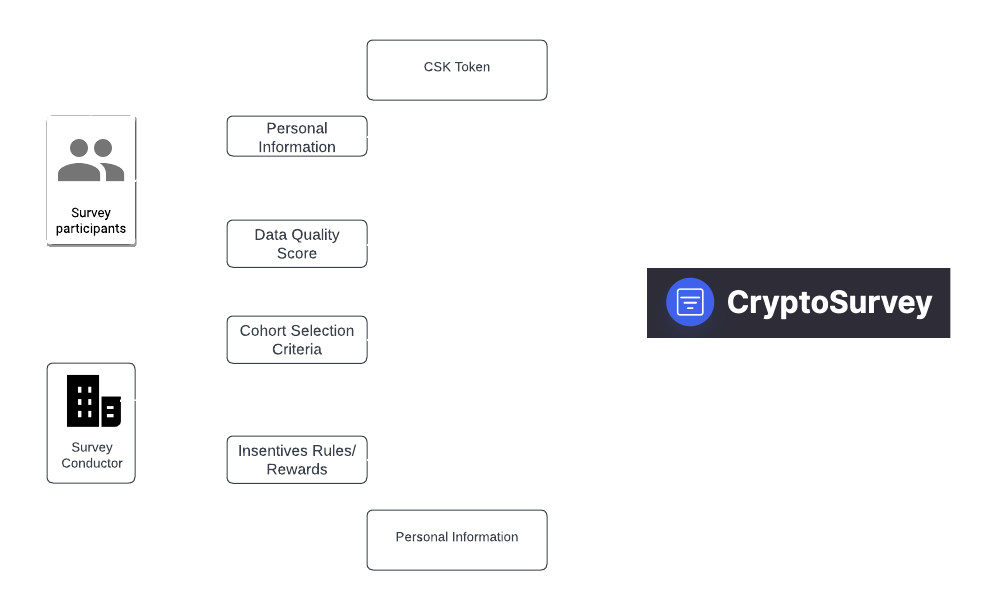 CSK Token
Personal
Information
Survey
participants
Data Quality
Score
CryptoSurvey
Cohort Selection
Criteria
Survey
Conductor
Insentives Rules/
Rewards
Personal Information